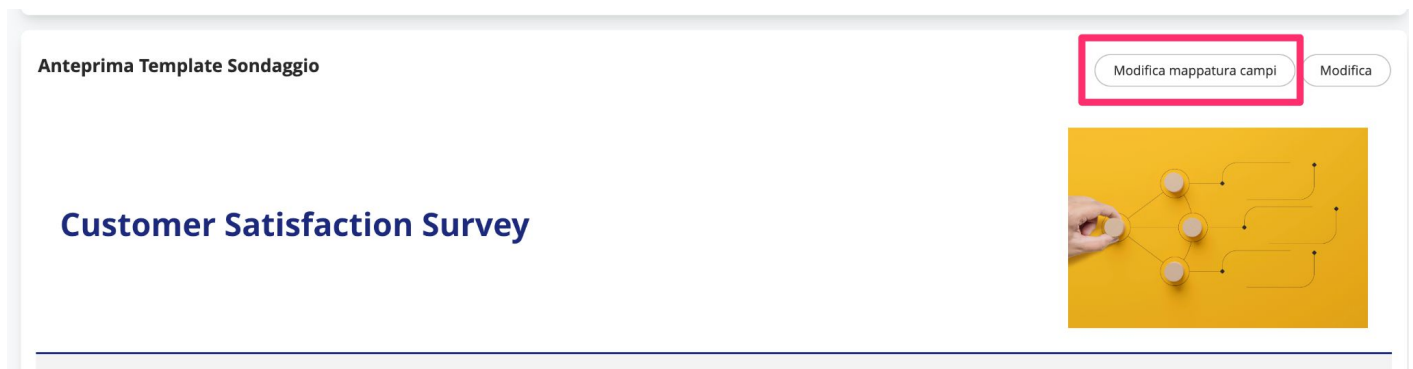 Anteprima Template Sondaggio
Modifica mappatura campi
Modifica
Customer Satisfaction Survey